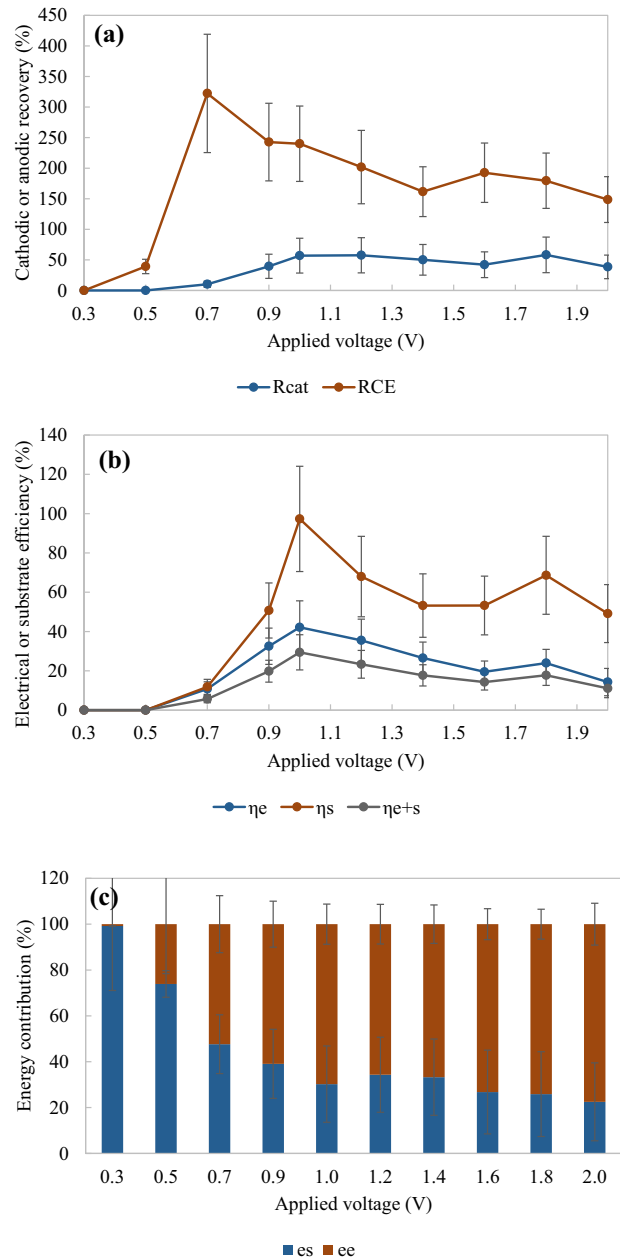 (a)
Cathodic or anodic recovery (%)
450
400
350
300
250
200
150
100
50
0
0.3 0.5 0.7 0.9 1.1 1.3 1.5 1.7 1.9
Applied voltage (V)
Rcat RCE
(b)
Electrical or substrate efficiency (%)
140
120
100
80
60
40
20
0
0.3 0.5 0.7 0.9 1.1 1.3 1.5 1.7 1.9
Applied voltage (V)
ηe ηs ηe+s
(c)
Energy contribution (%)
120
100
80
60
40
20
0
0.3 0.5 0.7 0.9 1.0 1.2 1.4 1.6 1.8 2.0
Applied voltage (V)
es ee